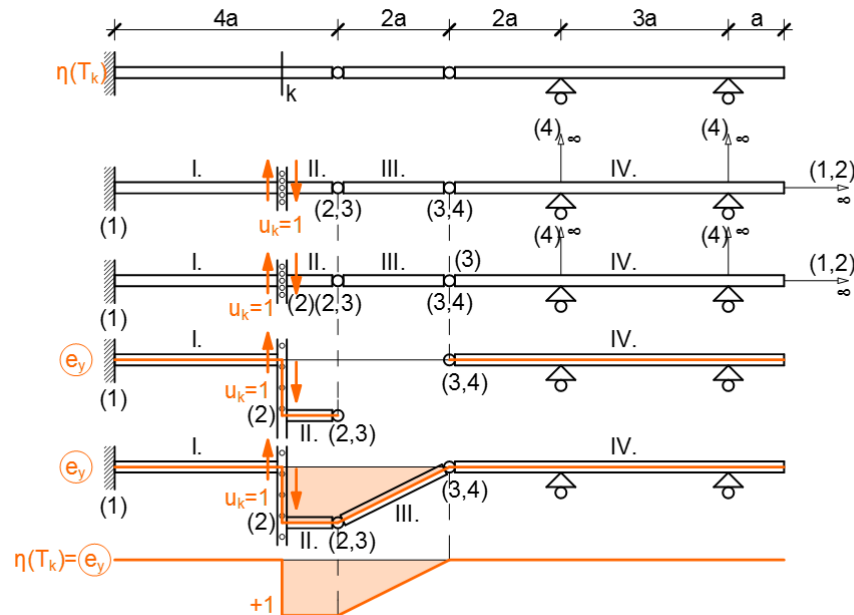 4a 2a 2a 3a a
η(Tₖ)
k
(4) ∞ (4) ∞
I. II. III. IV. (1,2)
∞
(1) uₖ=1 (2,3) (3,4)
(3)
I. II. III. (4) ∞ IV. (4) ∞ (1,2)
∞
(1) uₖ=1 (2)(2,3) (3,4)
I. IV.
e_y
(1) uₖ=1 (3,4)
(2) II. (2,3)
I. IV.
e_y
(1) uₖ=1 (3,4)
(2) III.
II. (2,3)
η(Tₖ)=e_y
+1